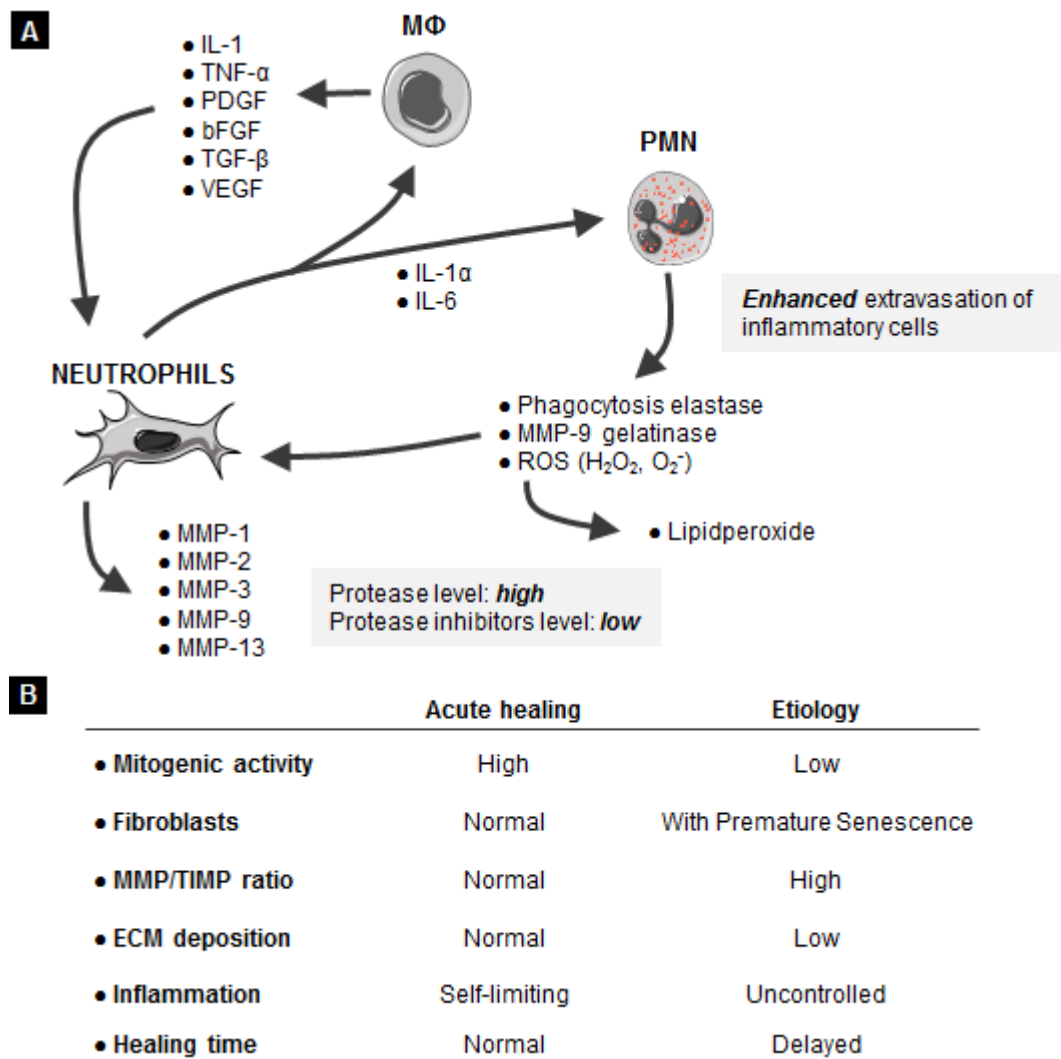 A
MΦ
● IL-1
● TNF-α
● PDGF
● bFGF
● TGF-β
● VEGF
PMN
● IL-1α
● IL-6
Enhanced extravasation of
inflammatory cells
NEUTROPHILS
● Phagocytosis elastase
● MMP-9 gelatinase
● ROS (H₂O₂, O₂⁻)
● Lipidperoxide
● MMP-1
● MMP-2
● MMP-3
● MMP-9
● MMP-13
Protease level: high
Protease inhibitors level: low
B
Acute healing Etiology
● Mitogenic activity High Low
● Fibroblasts Normal With Premature Senescence
● MMP/TIMP ratio Normal High
● ECM deposition Normal Low
● Inflammation Self-limiting Uncontrolled
● Healing time Normal Delayed